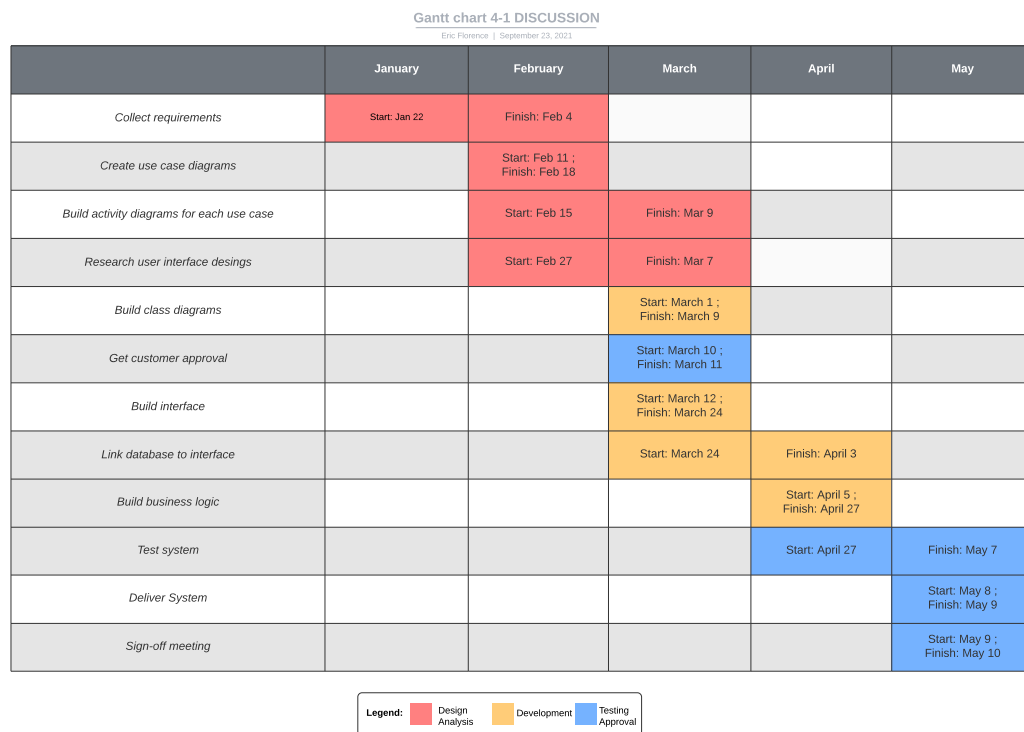 Gantt chart 4-1 DISCUSSION
Eric Florence | September 23, 2021
January February March April May
Collect requirements Start: Jan 22 Finish: Feb 4
Create use case diagrams Start: Feb 11 ;
Finish: Feb 18
Build activity diagrams for each use case Start: Feb 15 Finish: Mar 9
Research user interface desings Start: Feb 27 Finish: Mar 7
Build class diagrams Start: March 1 ;
Finish: March 9
Get customer approval Start: March 10 ;
Finish: March 11
Build interface Start: March 12 ;
Finish: March 24
Link database to interface Start: March 24 Finish: April 3
Build business logic Start: April 5 ;
Finish: April 27
Test system Start: April 27 Finish: May 7
Deliver System Start: May 8 ;
Finish: May 9
Sign-off meeting Start: May 9 ;
Finish: May 10
Legend: Design
Analysis Development Testing
Approval